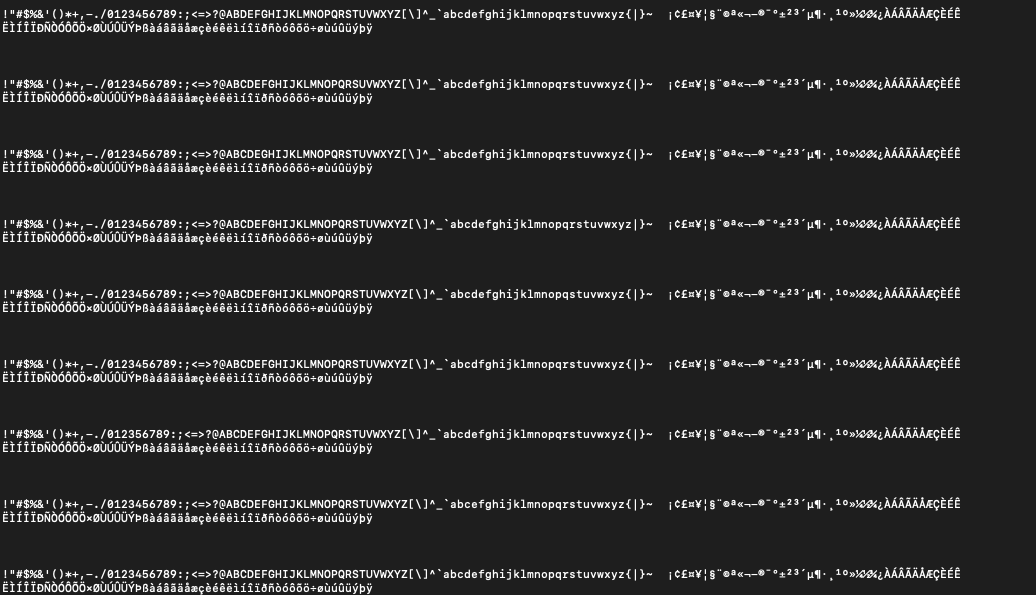 !"#$%&'()*+,-./0123456789:;<=>?@ABDEFGHIJKLMNOPQRSTUVWXYZ[\]^_`abcdefghijklmnopqrstuvwxyz{|}~  ¡¢£¤¥¦§¨©ª«¬-®¯°±²³´µ¶·¸¹º»¼½¾¿ÀÁÂÃÄÅÆÇÈÉÊ
ËÌÍÎÏÐÑÒÓÔÕÖ×ØÙÚÛÜÝÞßàáâãäåæçèéêëìíîïðñòóôõö÷øùúûüýþÿ
!"#$%&'()*+,-./0123456789:;<=>?@ABCDEFGHIJKLMNOPQRSUVWXYZ[\]^_`abcdefghijklmnopqrstuvwxyz{|}~  ¡¢£¤¥¦§¨©ª«¬-®¯°±²³´µ¶·¸¹º»¼½¾¿ÀÁÂÃÄÅÆÇÈÉÊ
ËÌÍÎÏÐÑÒÓÔÕÖ×ØÙÚÛÜÝÞßàáâãäåæçèéêëìíîïðñòóôõö÷øùúûüýþÿ
!"#$%&'()*+,-./0123456789:;<=>?@ABCDEGHIJKLMNOPQRSTUVWXYZ[\]^_`abcdefghijklmnopqrstuvwxyz{|}~  ¡¢£¤¥¦§¨©ª«¬-®¯°±²³´µ¶·¸¹º»¼½¾¿ÀÁÂÃÄÅÆÇÈÉÊ
ËÌÍÎÏÐÑÒÓÔÕÖ×ØÙÚÛÜÝÞßàáâãäåæçèéêëìíîïðñòóôõö÷øùúûüýþÿ
!"#$%&'()*+,-./0123456789:;<=>?@ABCDEFGHIJKLMNOPQRSTUVWXYZ[\]^_`abcdefghijklmnopqrstuvwxyz|}~  ¡¢£¤¥¦§¨©ª«¬-®¯°±²³´µ¶·¸¹º»¼½¾¿ÀÁÂÃÄÅÆÇÈÉÊ
ËÌÍÎÏÐÑÒÓÔÕÖ×ØÙÚÛÜÝÞßàáâãäåæçèéêëìíîïðñòóôõö÷øùúûüýþÿ
!"#$%&'()*+,-./0123456789:;<=>?@ABCDEFGHIJKLMNOPQRSTUVWXYZ[\]^_`abcdefghijklmnopqstuvwxyz{|}~  ¡¢£¤¥¦§¨©ª«¬-®¯°±²³´µ¶·¸¹º»¼½¾¿ÀÁÂÃÄÅÆÇÈÉÊ
ËÌÍÎÏÐÑÒÓÔÕÖ×ØÙÚÛÜÝÞßàáâãäåæçèéêëìíîïðñòóôõö÷øùúûüýþÿ
!"#$%&'()*+,-./0123456789:;<=>?@ABCDEFGIJKLMNOPQRSTUVWXYZ[\]^_`abcdefghijklmnopqrstuvwxyz{|}~  ¡¢£¤¥¦§¨©ª«¬-®¯°±²³´µ¶·¸¹º»¼½¾¿ÀÁÂÃÄÅÆÇÈÉÊ
ËÌÍÎÏÐÑÒÓÔÕÖ×ØÙÚÛÜÝÞßàáâãäåæçèéêëìíîïðñòóôõö÷øùúûüýþÿ
!"#$%&'()*+,-./012356789:;<=>?@ABCDEFGHIJKLMNOPQRSTUVWXYZ[\]^_`abcdefghijklmnopqrstuvwxyz{|}~  ¡¢£¤¥¦§¨©ª«¬-®¯°±²³´µ¶·¸¹º»¼½¾¿ÀÁÂÃÄÅÆÇÈÉÊ
ËÌÍÎÏÐÑÒÓÔÕÖ×ØÙÚÛÜÝÞßàáâãäåæçèéêëìíîïðñòóôõö÷øùúûüýþÿ
!"#$%&'()*+,-./0123456789:;<=>?@ABCDEFGIJKLMNOPQRSTUVWXYZ[\]^_`abcdefghijklmnopqrstuvwxyz{|}~  ¡¢£¤¥¦§¨©ª«¬-®¯°±²³´µ¶·¸¹º»¼½¾¿ÀÁÂÃÄÅÆÇÈÉÊ
ËÌÍÎÏÐÑÒÓÔÕÖ×ØÙÚÛÜÝÞßàáâãäåæçèéêëìíîïðñòóôõö÷øùúûüýþÿ
!"#$%&'()*+,-./0123456789:;<=>?@ABCDEFGIJKLMNOPQRSTUVWXYZ[\]^_`abcdefghijklmnopqrstuvwxyz{|}~  ¡¢£¤¥¦§¨©ª«¬-®¯°±²³´µ¶·¸¹º»¼½¾¿ÀÁÂÃÄÅÆÇÈÉÊ
ËÌÍÎÏÐÑÒÓÔÕÖ×ØÙÚÛÜÝÞßàáâãäåæçèéêëìíîïðñòóôõö÷øùúûüýþÿ